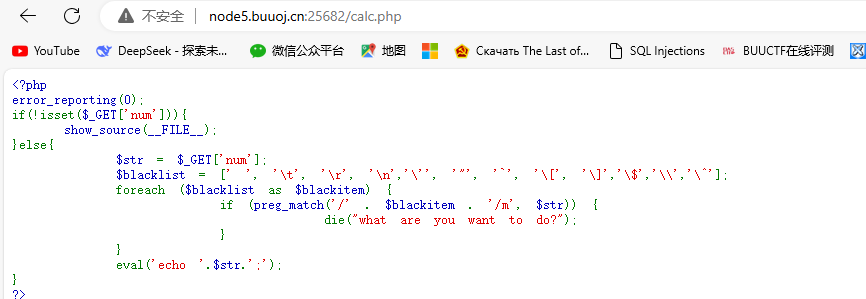 不安全 node5.buuoj.cn:25682/calc.php
YouTube DeepSeek - 探索未... 微信公众平台 地图 Скачать The Last of... SQL Injections BUUCTF在线评测
<?php
error_reporting(0);
if(!isset($_GET['num'])){
    show_source(__FILE__);
}else{
        $str = $_GET['num'];
        $blacklist = [' ', '\t', '\r', '\n','\'', '"', '`', '\[', '\]','\$','\\','\^'];
        foreach ($blacklist as $blackitem) {
                if (preg_match('/' . $blackitem . '/m', $str)) {
                        die("what are you want to do?");
                }
        }
        eval('echo '.$str.';');
}
?>